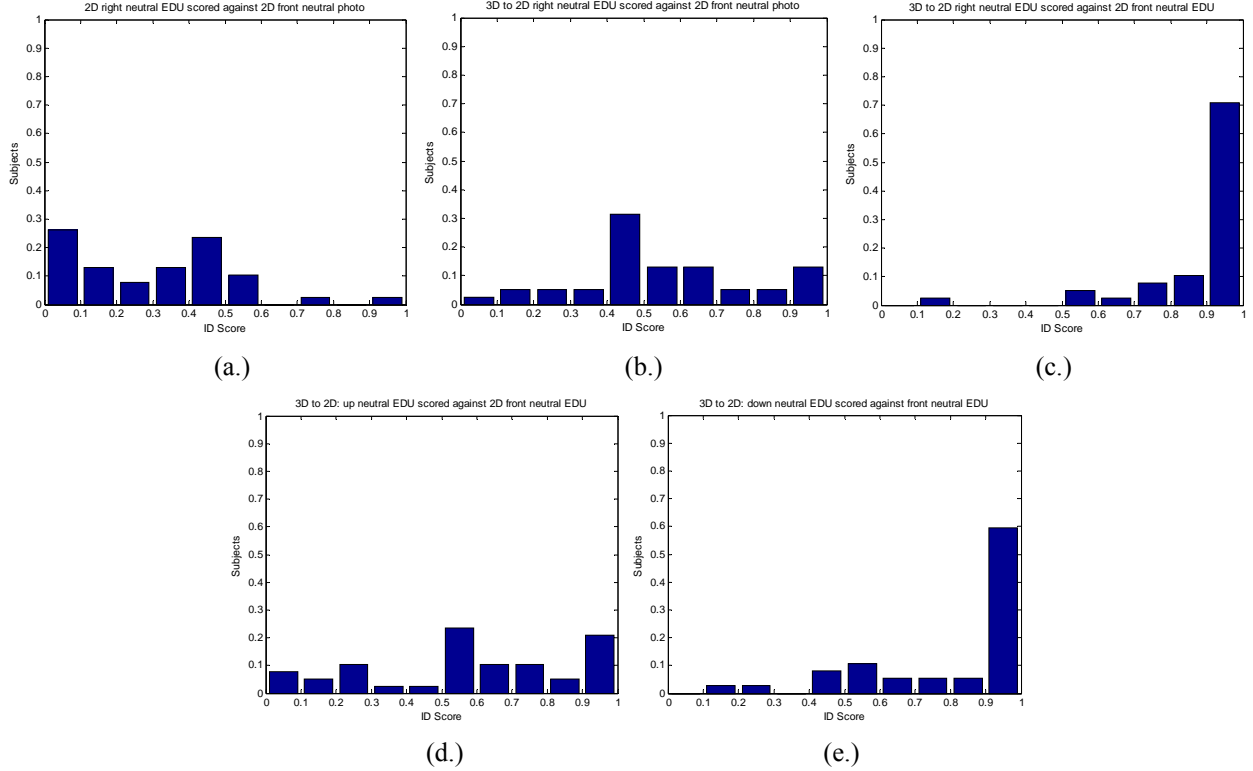 2D right neutral EDU scored against 2D front neutral photo
1
0.9
0.8
0.7
0.6
0.5
0.4
0.3
0.2
0.1
0
Subjects
0 0.1 0.2 0.3 0.4 0.5 0.6 0.7 0.8 0.9 1
ID Score
(a.)
3D to 2D right neutral EDU scored against 2D front neutral photo
1
0.9
0.8
0.7
0.6
0.5
0.4
0.3
0.2
0.1
0
Subjects
0 0.1 0.2 0.3 0.4 0.5 0.6 0.7 0.8 0.9 1
ID Score
(b.)
3D to 2D right neutral EDU scored against 2D front neutral EDU
1
0.9
0.8
0.7
0.6
0.5
0.4
0.3
0.2
0.1
0
Subjects
0 0.1 0.2 0.3 0.4 0.5 0.6 0.7 0.8 0.9 1
ID Score
(c.)
3D to 2D: up neutral EDU scored against 2D front neutral EDU
1
0.9
0.8
0.7
0.6
0.5
0.4
0.3
0.2
0.1
0
Subjects
0 0.1 0.2 0.3 0.4 0.5 0.6 0.7 0.8 0.9 1
ID Score
(d.)
3D to 2D: down neutral EDU scored against front neutral EDU
1
0.9
0.8
0.7
0.6
0.5
0.4
0.3
0.2
0.1
0
Subjects
0 0.1 0.2 0.3 0.4 0.5 0.6 0.7 0.8 0.9 1
ID Score
(e.)